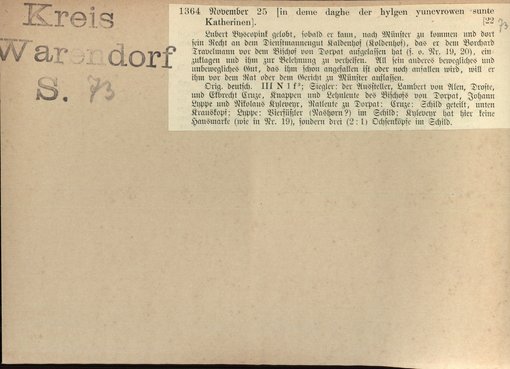 Kreis
Warendorf
S. 73
1364 November 25 [in deme daghe der hylgen yuncvrowen sunte
Katherinen]. [22
73
Lubert Byscopink gelobt, sobald er kann, nach Münster zu kommen und dort
sein Recht an dem Dienstmannengut Kaldenhof (Koldenhof), das er dem Borchard
Travelmann vor dem Bischof von Dorpat aufgelassen hat (s. o. Nr. 19, 20), ein-
zuklagen und ihm zur Belehnung zu verhelfen. All sein anderes bewegliches und
unbewegliches Gut, das ihm schon angefallen ist oder noch anfallen wird, will er
ihm vor dem Rat oder dem Gericht zu Münster auflassen.
Orig. deutsch. III N 1 f*; Siegler: der Aussteller, Lambert von Alen, Droste,
und Elbrecht Cruze, Knappen und Lehnleute des Bischofs von Dorpat, Johann
Lyppe und Nikolaus Kyleveyr, Ratleute zu Dorpat: Cruze: Schild geteilt, unten
Krauskopf; Lyppe: Vierfüßler (Nashorn?) im Schild; Kyleveyr hat hier keine
Hausmarke (wie in Nr. 19), sondern drei (2:1) Ochsenköpfe im Schild.